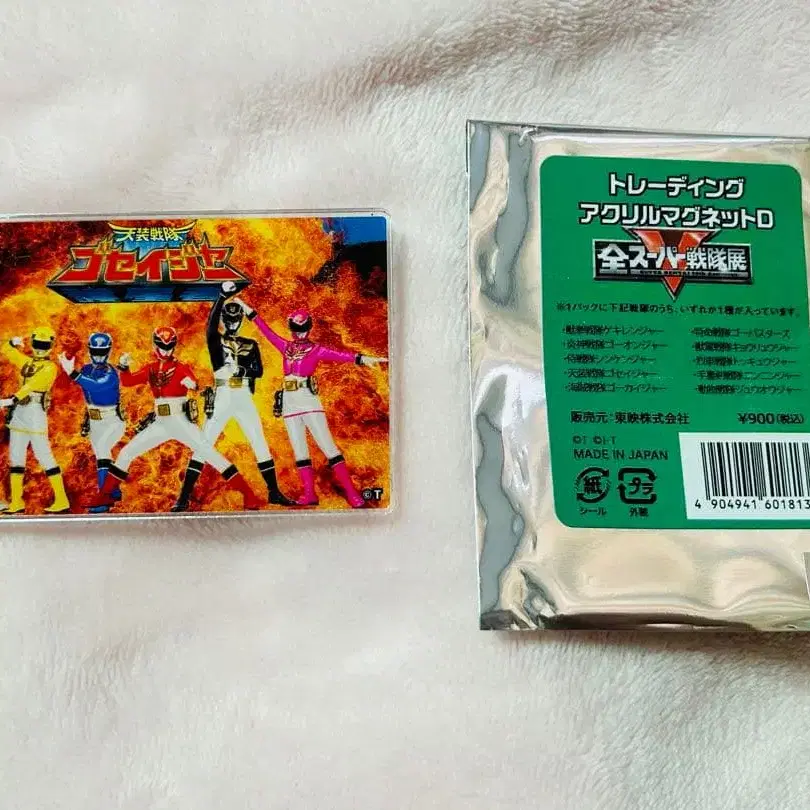 天装戦隊
ゴセイジャー
©T
トレーディング
アクリルマグネットD
全スーパー戦隊展
※1パックに下記戦隊のうち、いずれか1種が入っています。
・獣拳戦隊ゲキレンジャー ・特命戦隊ゴーバスターズ
・炎神戦隊ゴーオンジャー ・獣電戦隊キョウリュウジャー
・侍戦隊シンケンジャー ・烈車戦隊トッキュウジャー
・天装戦隊ゴセイジャー ・手裏剣戦隊ニンニンジャー
・海賊戦隊ゴーカイジャー ・動物戦隊ジュウオウジャー
販売元:東映株式会社 ¥900(税込)
©T ©I・T
MADE IN JAPAN
紙 プラ
シール 外袋
4 904941 601813